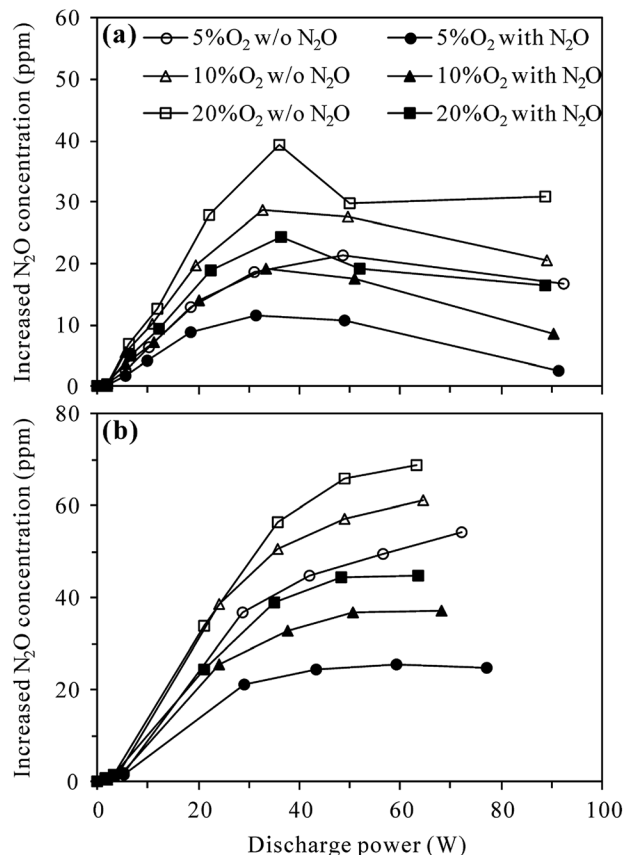 (a)
5%O₂ w/o N₂O
5%O₂ with N₂O
10%O₂ w/o N₂O
10%O₂ with N₂O
20%O₂ w/o N₂O
20%O₂ with N₂O
Increased N₂O concentration (ppm)
60
50
40
30
20
10
0
(b)
Increased N₂O concentration (ppm)
80
60
40
20
0
0 20 40 60 80 100
Discharge power (W)